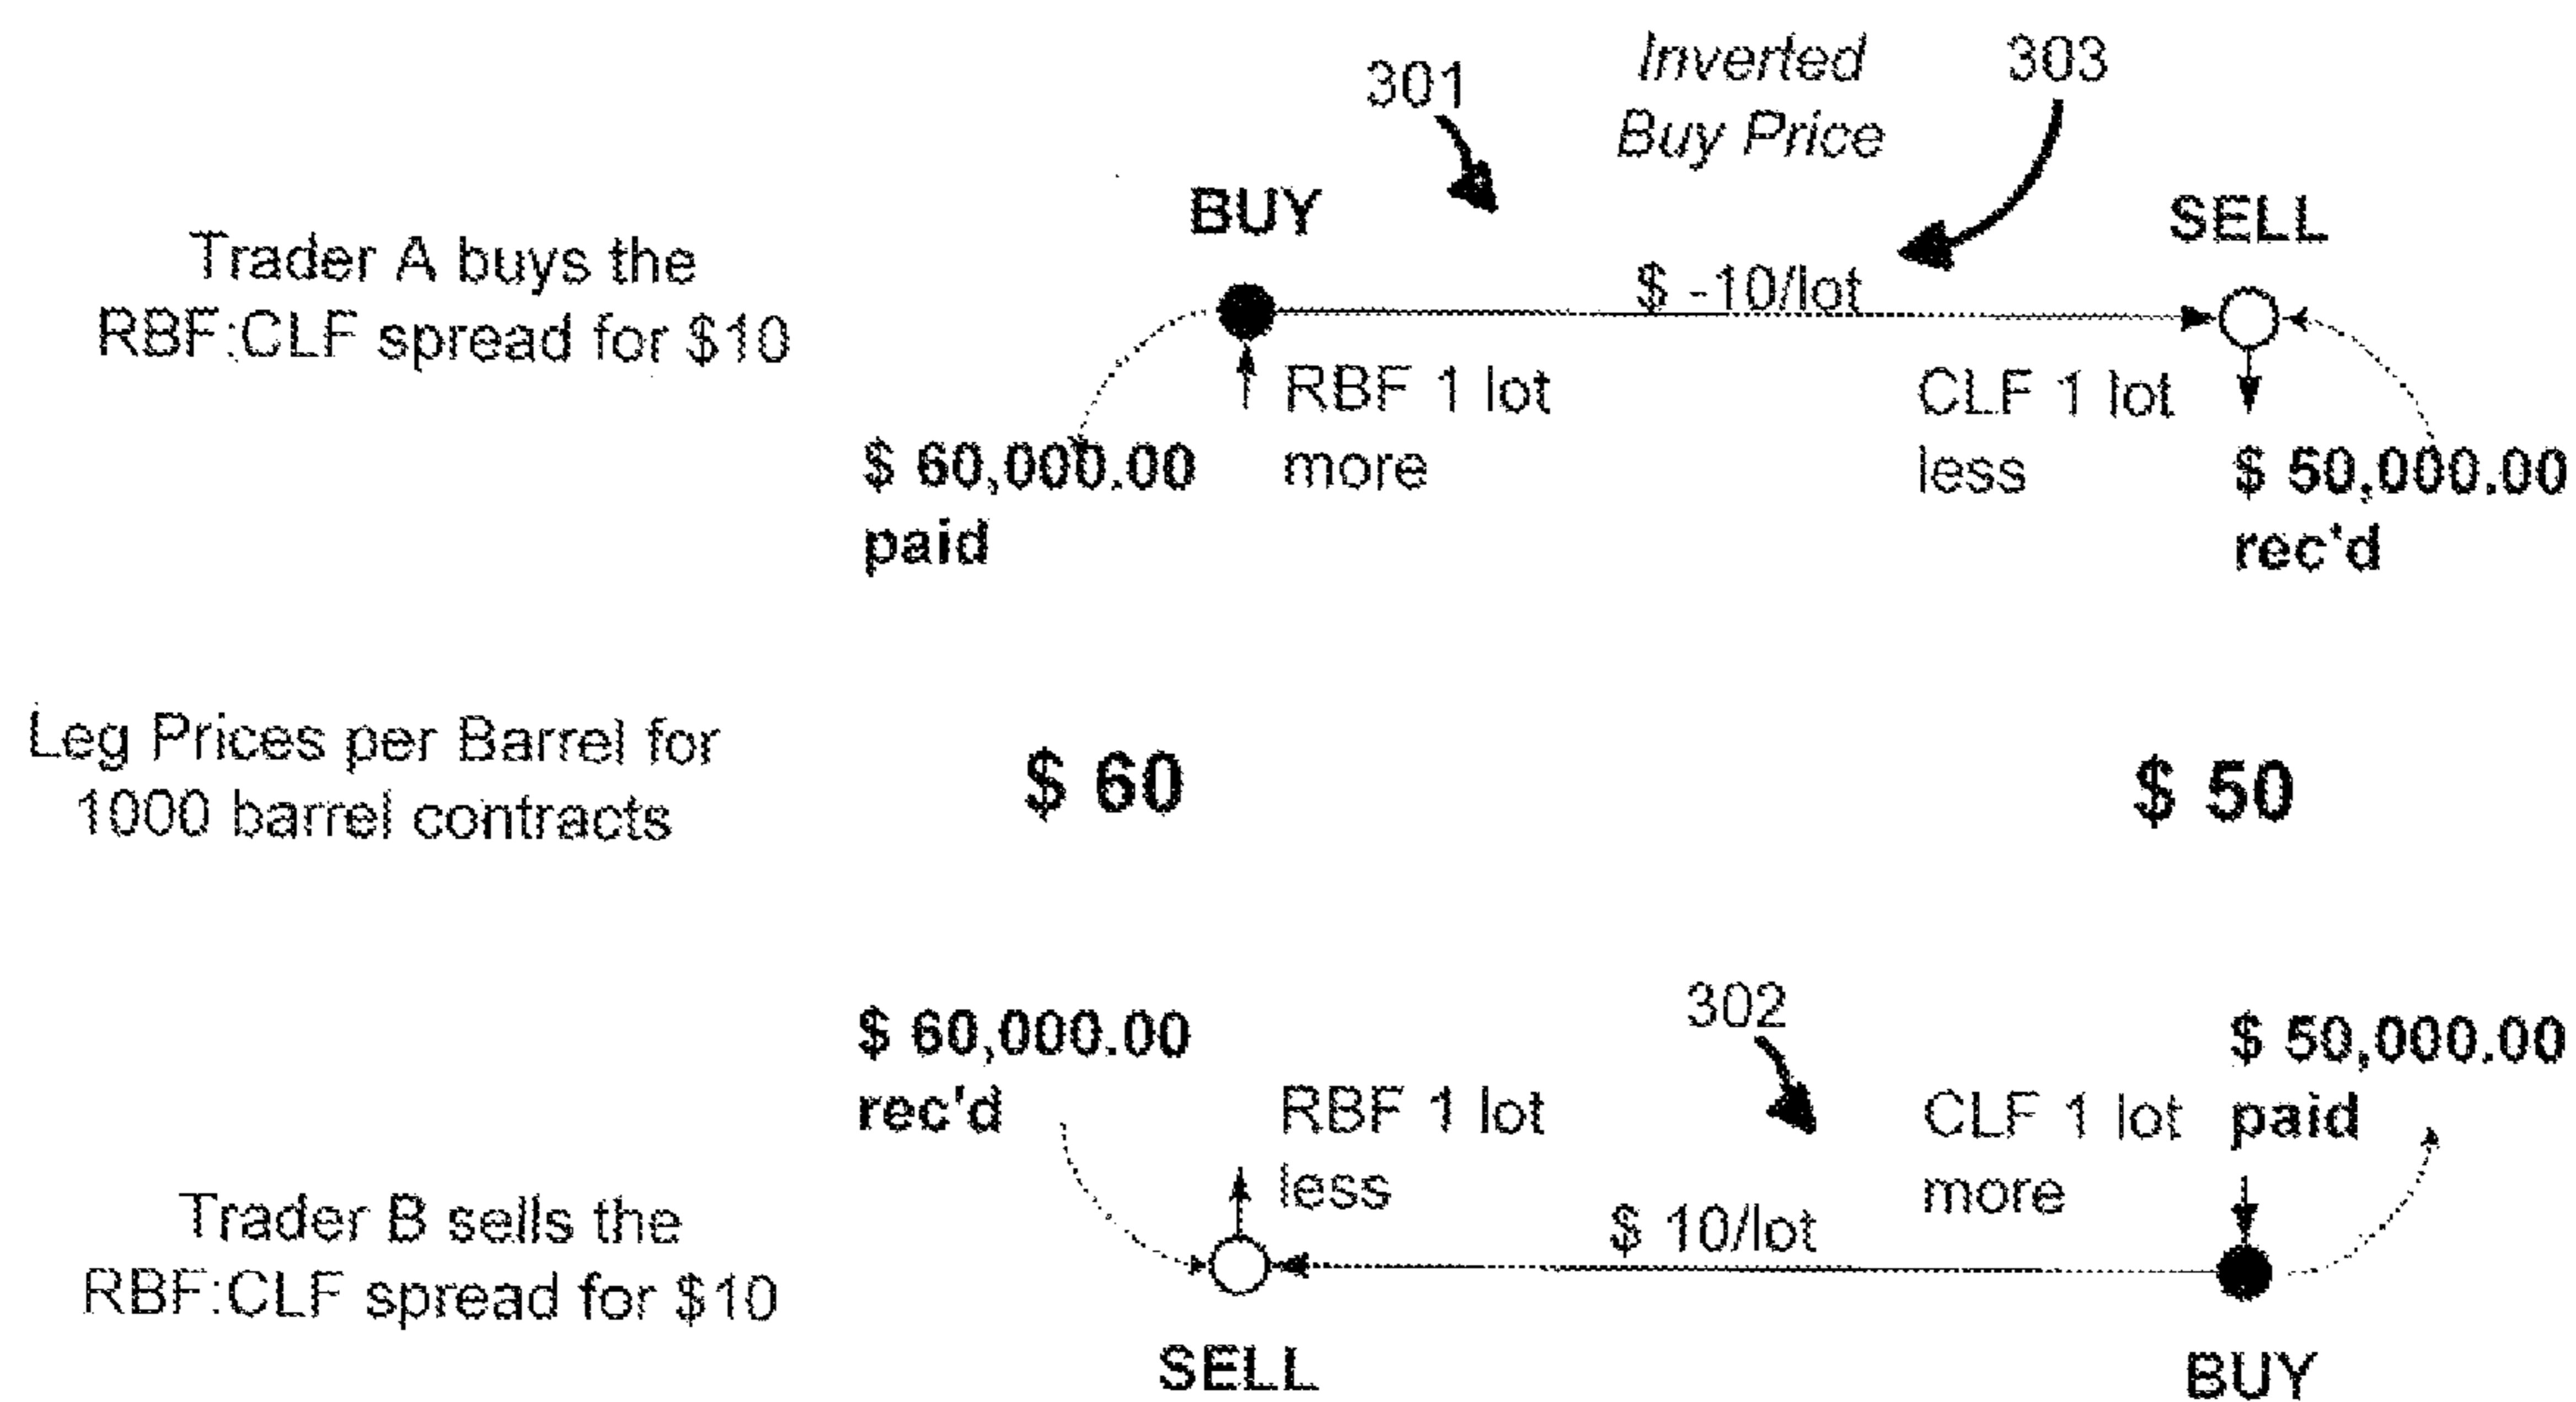 301
Inverted
Buy Price
303
BUY
SELL
Trader A buys the
RBF:CLF spread for $10
$ -10/lot
RBF 1 lot
more
CLF 1 lot
less
$ 60,000.00
paid
$ 50,000.00
rec'd
Leg Prices per Barrel for
1000 barrel contracts
$ 60
$ 50
302
$ 60,000.00
rec'd
RBF 1 lot
less
CLF 1 lot
more
$ 50,000.00
paid
Trader B sells the
RBF:CLF spread for $10
$ 10/lot
SELL
BUY